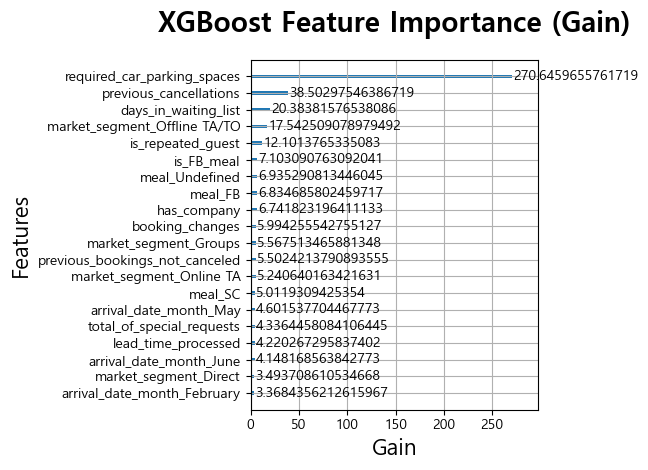 XGBoost Feature Importance (Gain)
required_car_parking_spaces 270.6459655761719
previous_cancellations 38.50297546386719
days_in_waiting_list 20.38381576538086
market_segment_Offline TA/TO 17.542509078979492
is_repeated_guest 12.1013765335083
is_FB_meal 7.103090763092041
meal_Undefined 6.935290813446045
meal_FB 6.834685802459717
has_company 6.741823196411133
booking_changes 5.994255542755127
market_segment_Groups 5.567513465881348
previous_bookings_not_canceled 5.5024213790893555
market_segment_Online TA 5.240640163421631
meal_SC 5.0119309425354
arrival_date_month_May 4.601537704467773
total_of_special_requests 4.3364458084106445
lead_time_processed 4.220267295837402
arrival_date_month_June 4.148168563842773
market_segment_Direct 3.493708610534668
arrival_date_month_February 3.3684356212615967
Features
0 50 100 150 200 250
Gain